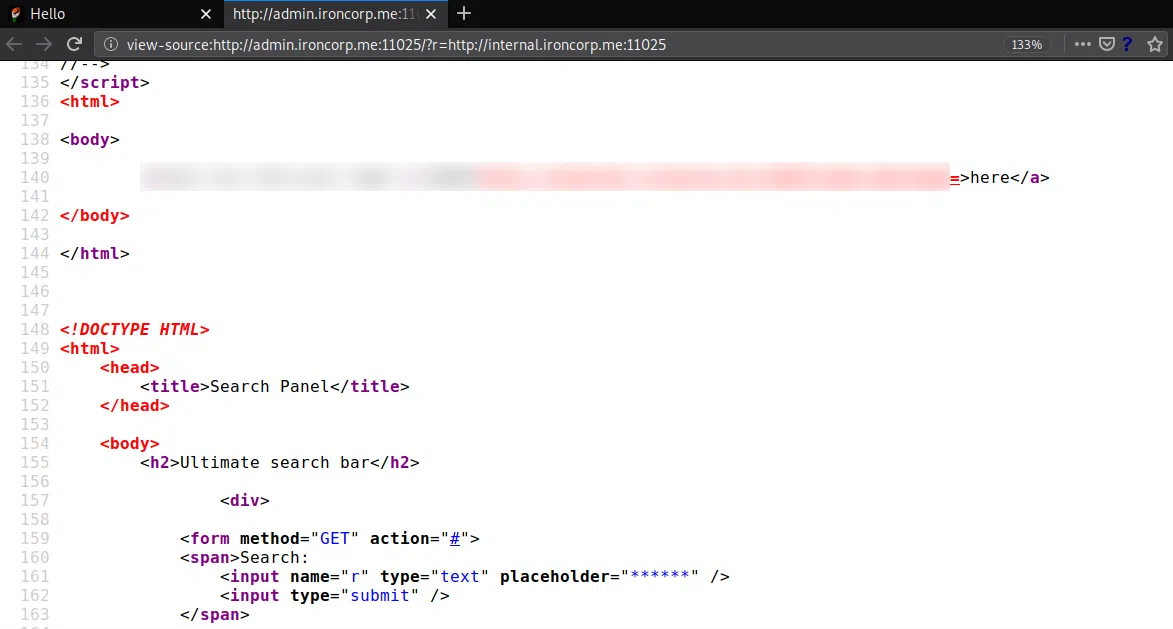 Hello
http://admin.ironcorp.me:11
view-source:http://admin.ironcorp.me:11025/?r=http://internal.ironcorp.me:11025 133%
134 //-->
135 </script>
136 <html>
137
138 <body>
139
140 =>here</a>
141
142 </body>
143
144 </html>
145
146
147
148 <!DOCTYPE HTML>
149 <html>
150 <head>
151 <title>Search Panel</title>
152 </head>
153
154 <body>
155 <h2>Ultimate search bar</h2>
156
157 <div>
158
159 <form method="GET" action="#">
160 <span>Search:
161 <input name="r" type="text" placeholder="******" />
162 <input type="submit" />
163 </span>